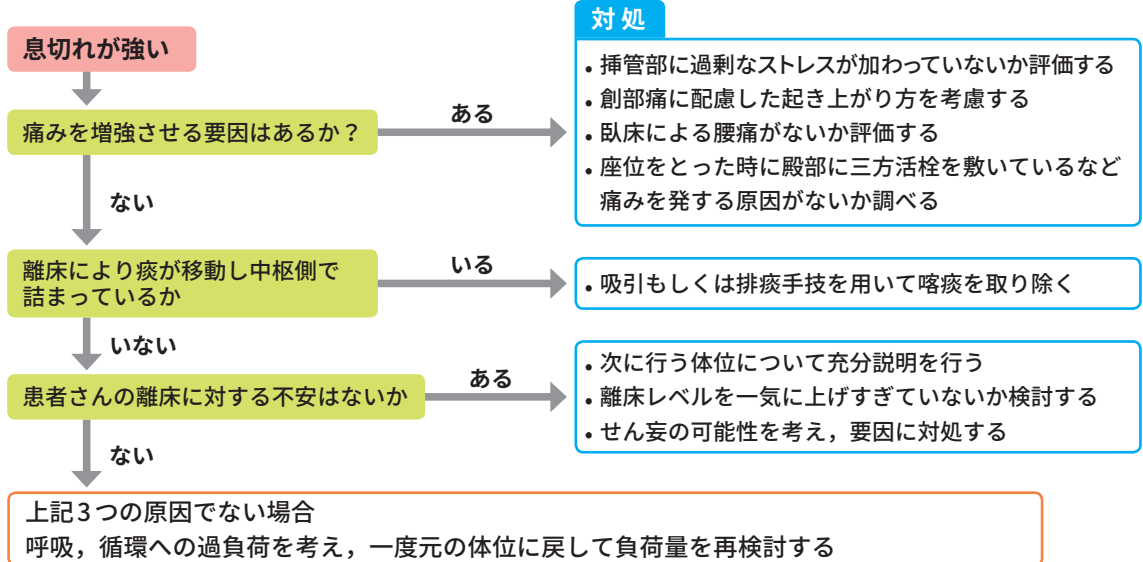 対処
息切れが強い
痛みを増強させる要因はあるか？
ある
・挿管部に過剰なストレスが加わっていないか評価する
・創部痛に配慮した起き上がり方を考慮する
・臥床による腰痛がないか評価する
・座位をとった時に殿部に三方活栓を敷いているなど
痛みを発する原因がないか調べる
ない
離床により痰が移動し中枢側で
詰まっているか
いる
・吸引もしくは排痰手技を用いて喀痰を取り除く
いない
患者さんの離床に対する不安はないか
ある
・次に行う体位について充分説明を行う
・離床レベルを一気に上げすぎていないか検討する
・せん妄の可能性を考え，要因に対処する
ない
上記3つの原因でない場合
呼吸，循環への過負荷を考え，一度元の体位に戻して負荷量を再検討する